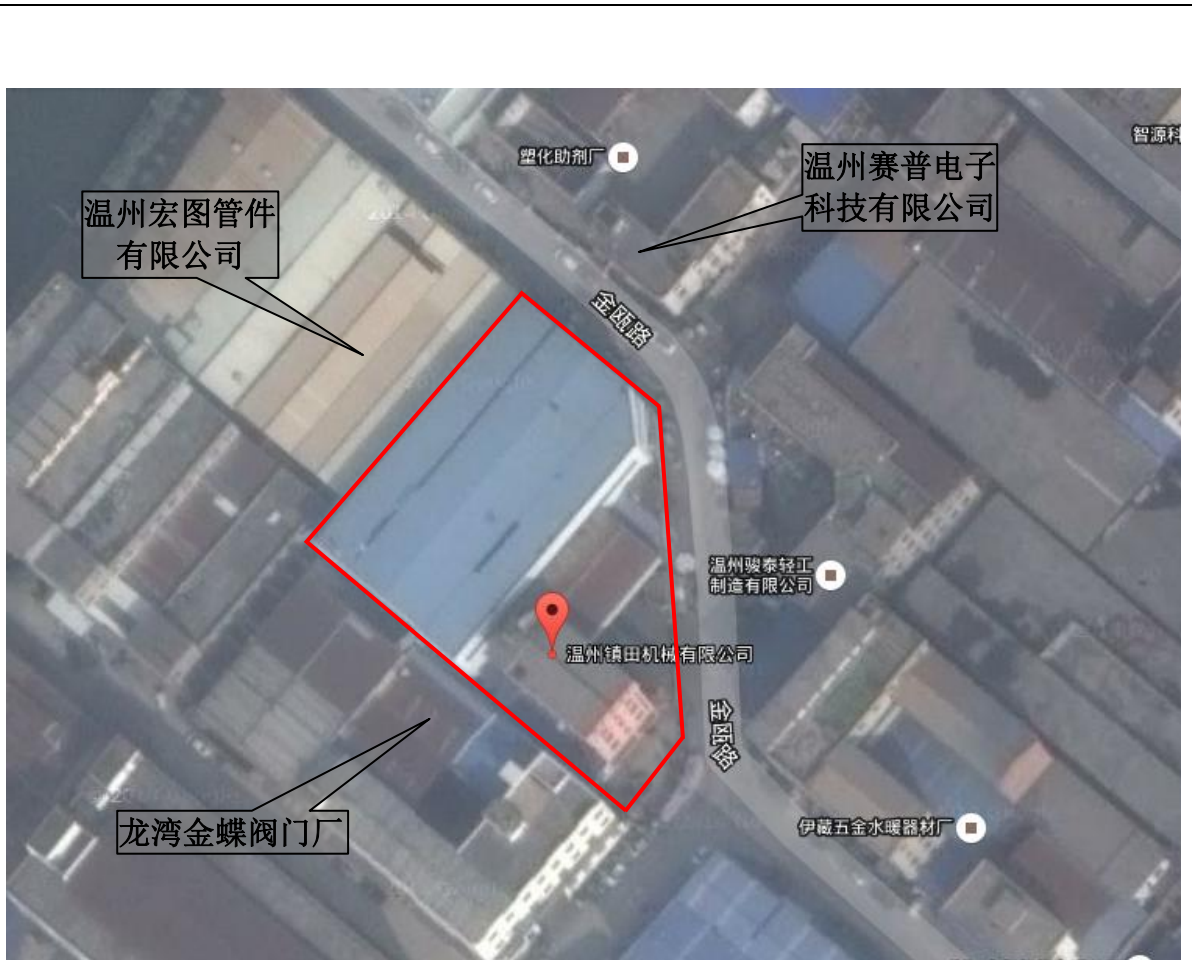 塑化助剂厂
智源科
温州赛普电子
科技有限公司
温州宏图管件
有限公司
金瓯路
温州骏泰轻工
制造有限公司
温州镇田机械有限公司
金瓯路
龙湾金蝶阀门厂
伊藏五金水暖器材厂